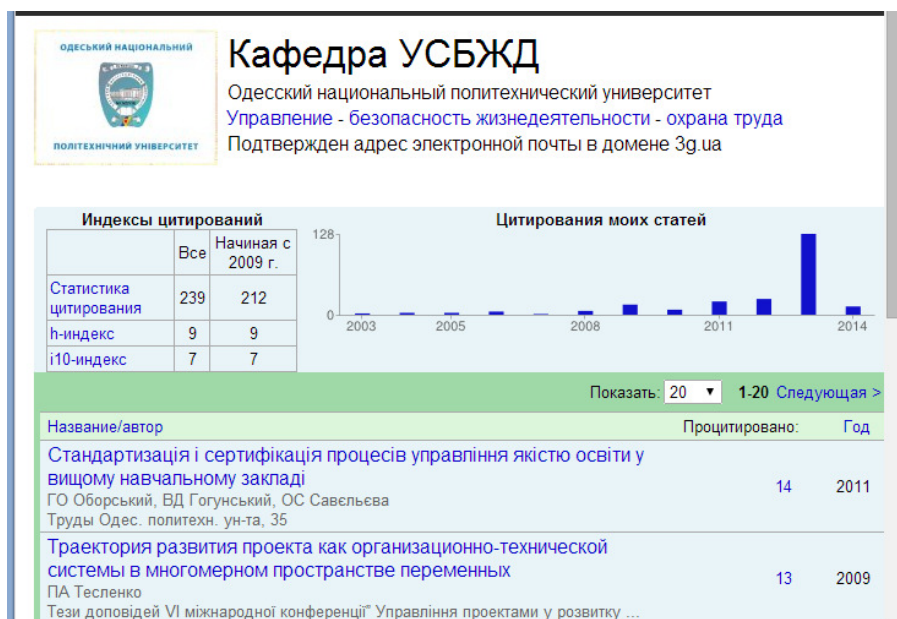 ОДЕСЬКИЙ НАЦІОНАЛЬНИЙ
ПОЛІТЕХНІЧНИЙ УНІВЕРСИТЕТ
Кафедра УСБЖД
Одесский национальный политехнический университет
Управление - безопасность жизнедеятельности - охрана труда
Подтвержден адрес электронной почты в домене 3g.ua
Индексы цитирований
Все Начиная с
2009 г.
Статистика
цитирования 239 212
h-индекс 9 9
i10-индекс 7 7
Цитирования моих статей
128
0
2003 2005 2008 2011 2014
Показать: 20 ▼ 1-20 Следующая >
Название/автор Процитировано: Год
Стандартизація і сертифікація процесів управління якістю освіти у
вищому навчальному закладі
ГО Оборський, ВД Гогунський, ОС Савєльєва
Труды Одес. политехн. ун-та, 35
14 2011
Траектория развития проекта как организационно-технической
системы в многомерном пространстве переменных
ПА Тесленко
Тези доповідей VI міжнародної конференції" Управління проектами у розвитку ...
13 2009